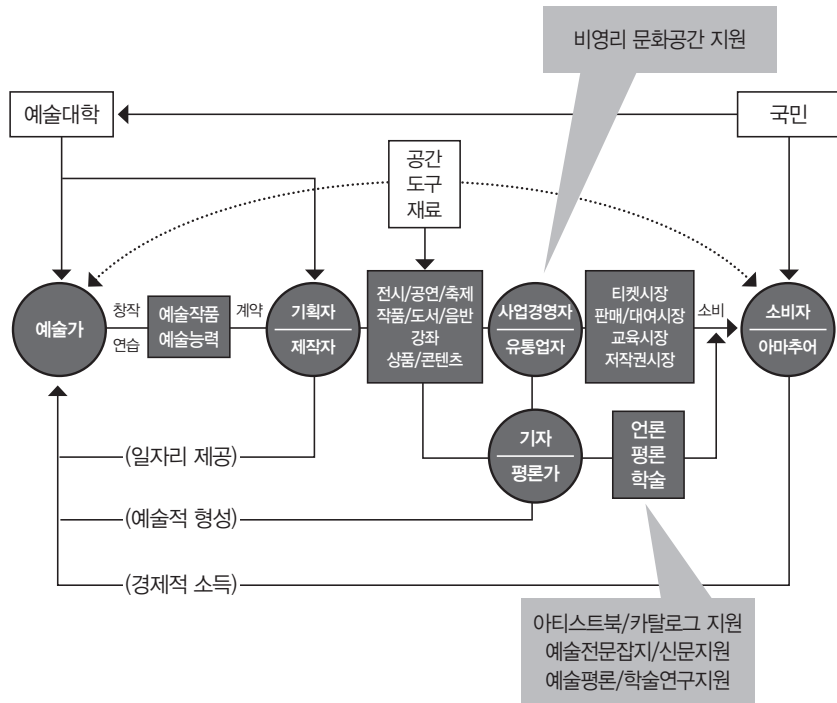 비영리 문화공간 지원
예술대학
국민
공간
도구
재료
예술가
창작
연습
예술작품
예술능력
계약
기획자
제작자
전시/공연/축제
작품/도서/음반
강좌
상품/콘텐츠
사업경영자
유통업자
티켓시장
판매/대여시장
교육시장
저작권시장
소비
소비자
아마추어
기자
평론가
언론
평론
학술
(일자리 제공)
(예술적 형성)
(경제적 소득)
아티스트북/카탈로그 지원
예술전문잡지/신문지원
예술평론/학술연구지원